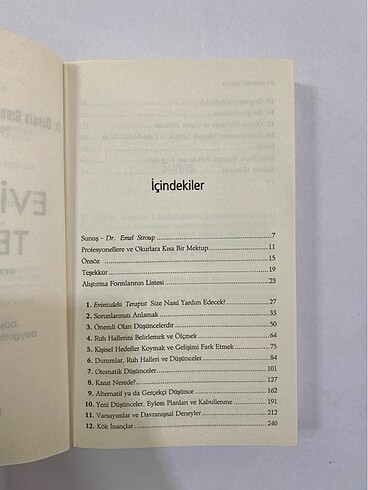 İçindekiler
Sunuş – Dr. Emel Stroup 7
Profesyonellere ve Okurlara Kısa Bir Mektup 11
Önsöz 15
Teşekkür 19
Alıştırma Formlarının Listesi 23
1. Evinizdeki Terapist Size Nasıl Yardım Edecek? 27
2. Sorunlarınızı Anlamak 33
3. Önemli Olan Düşüncelerdir 50
4. Ruh Hallerini Belirlemek ve Ölçmek 64
5. Kişisel Hedefler Koymak ve Gelişimi Fark Etmek 75
6. Durumlar, Ruh Halleri ve Düşünceler 84
7. Otomatik Düşünceler 101
8. Kanıt Nerede? 127
9. Alternatif ya da Gerçekçi Düşünce 162
10. Yeni Düşünceler, Eylem Planları ve Kabullenme 191
11. Varsayımlar ve Davranışsal Deneyler 212
12. Kök İnançlar 240